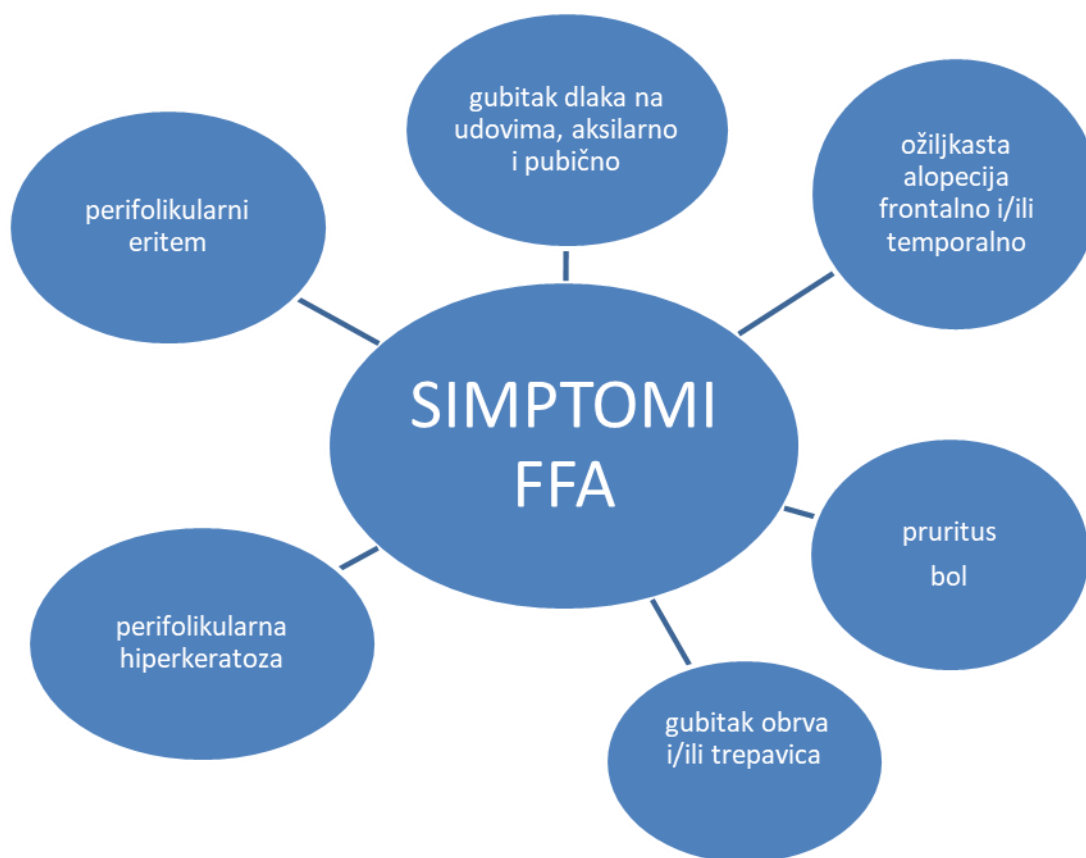 gubitak dlaka na
udovima, aksilarno
i pubično
ožiljkasta
alopecija
frontalno i/ili
temporalno
perifolikularni
eritem
SIMPTOMI
FFA
pruritus
bol
perifolikularna
hiperkeratoza
gubitak obrva
i/ili trepavica